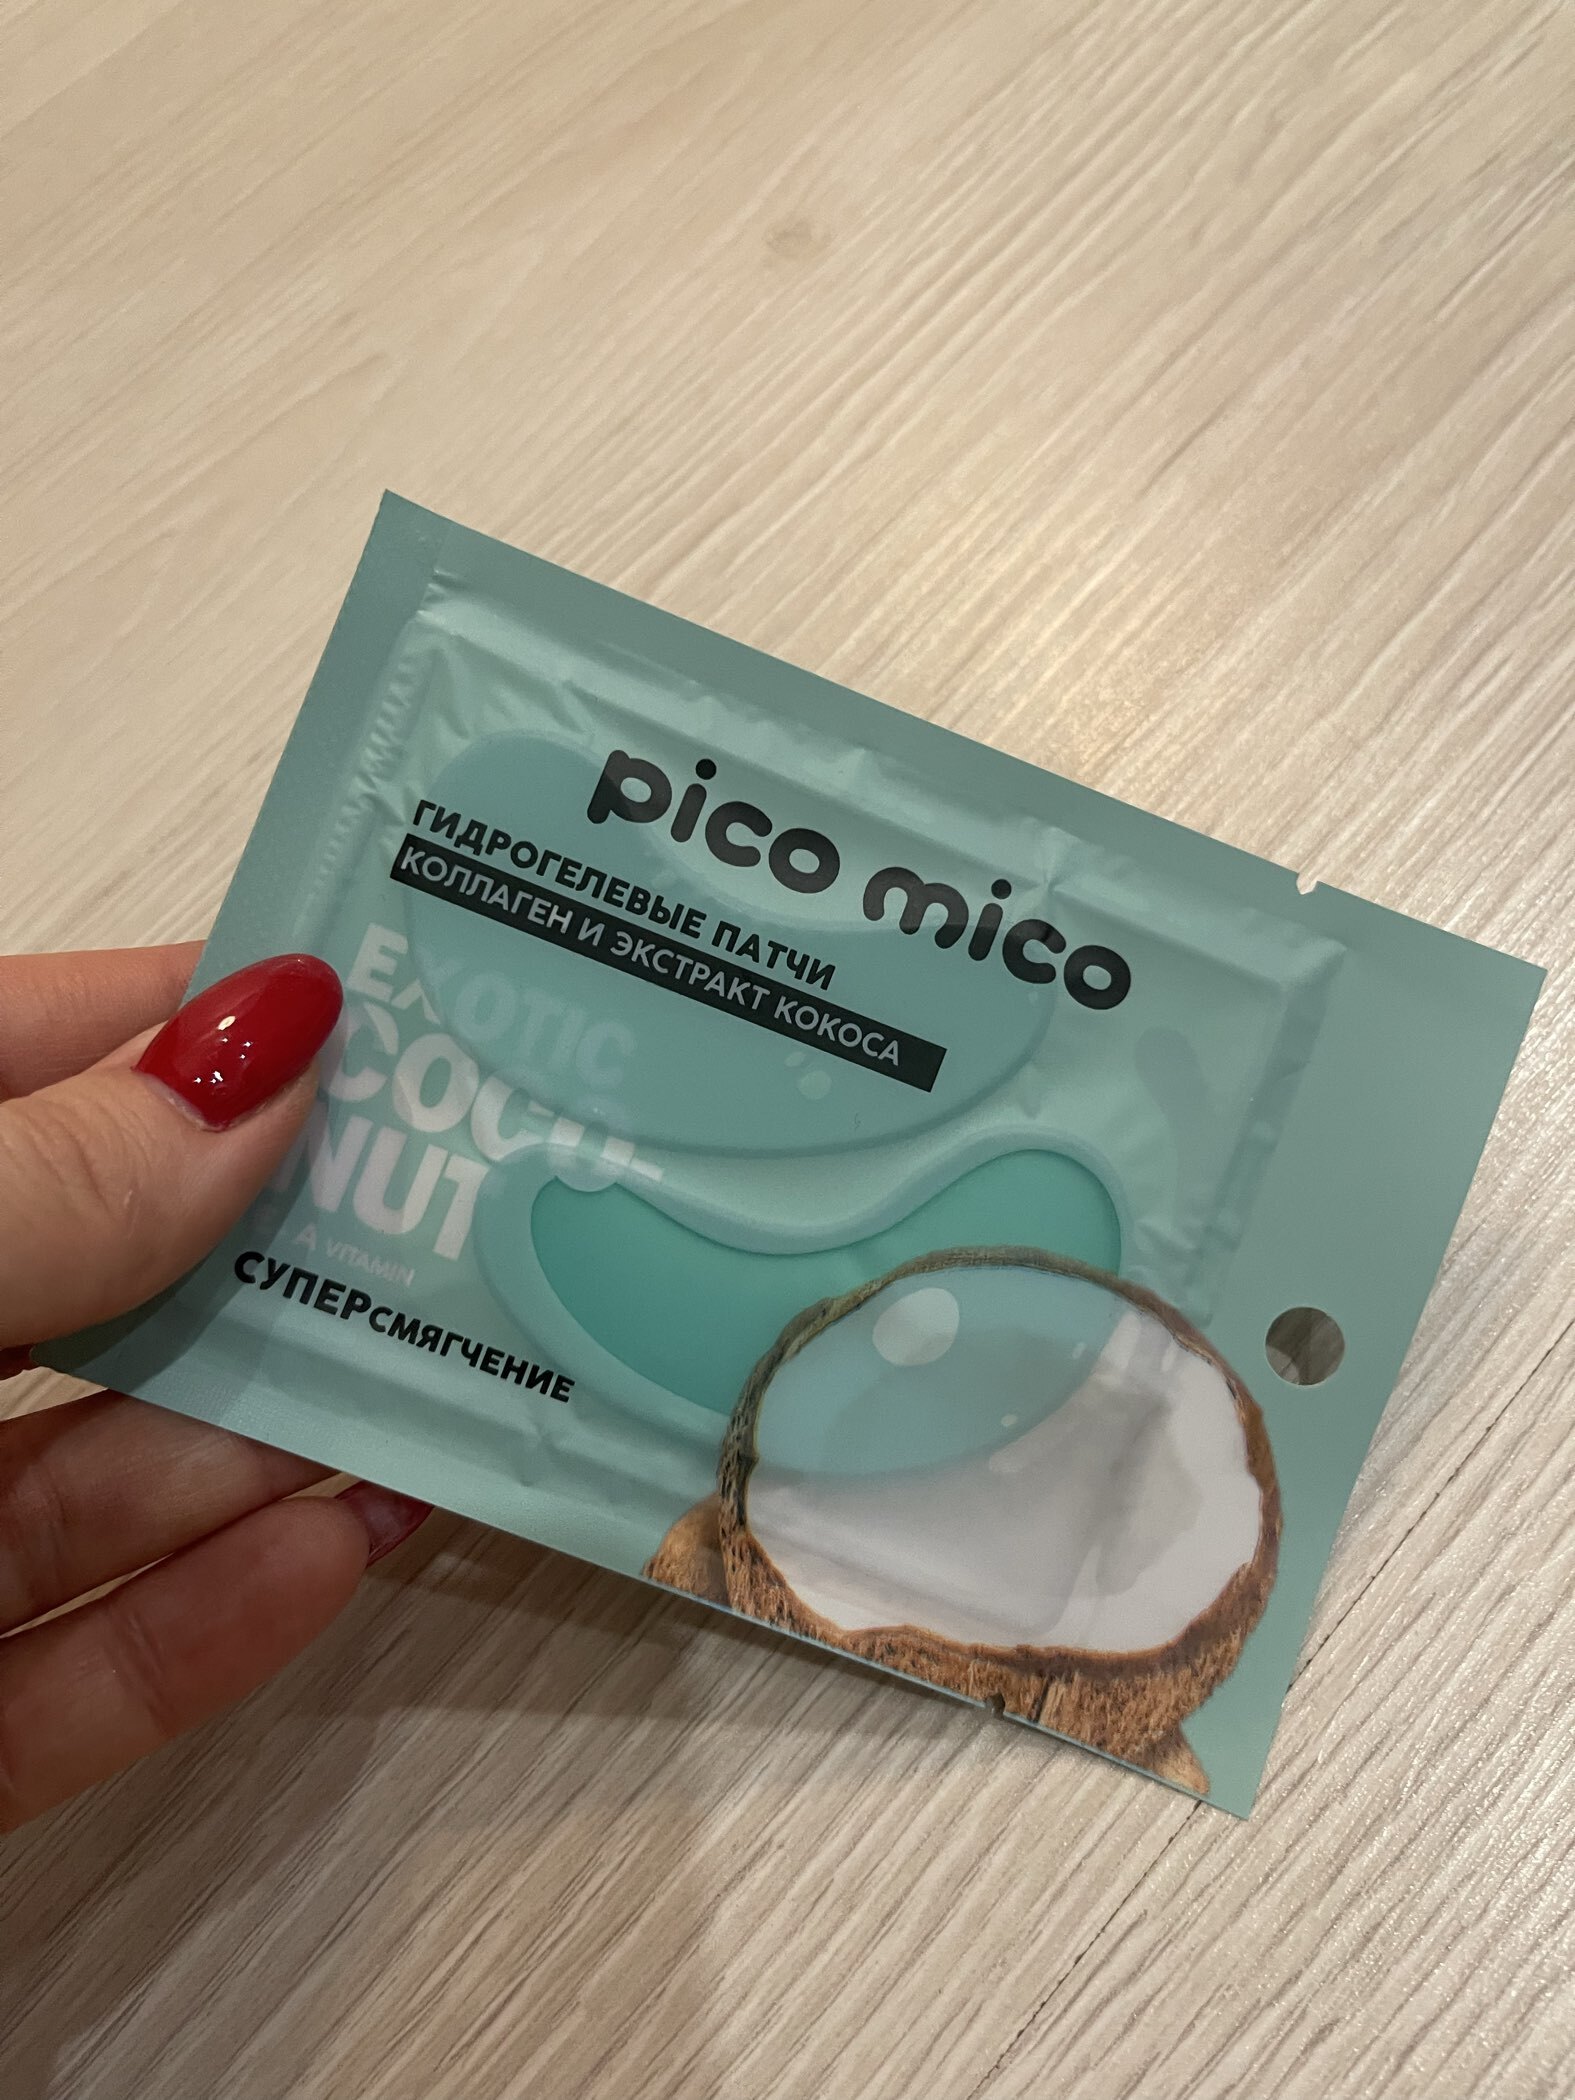 pico mico
ГИДРОГЕЛЕВЫЕ ПАТЧИ
КОЛЛАГЕН И ЭКСТРАКТ КОКОСА
EXOTIC
COCO-
NUT
A VITAMIN
СУПЕРСМЯГЧЕНИЕ